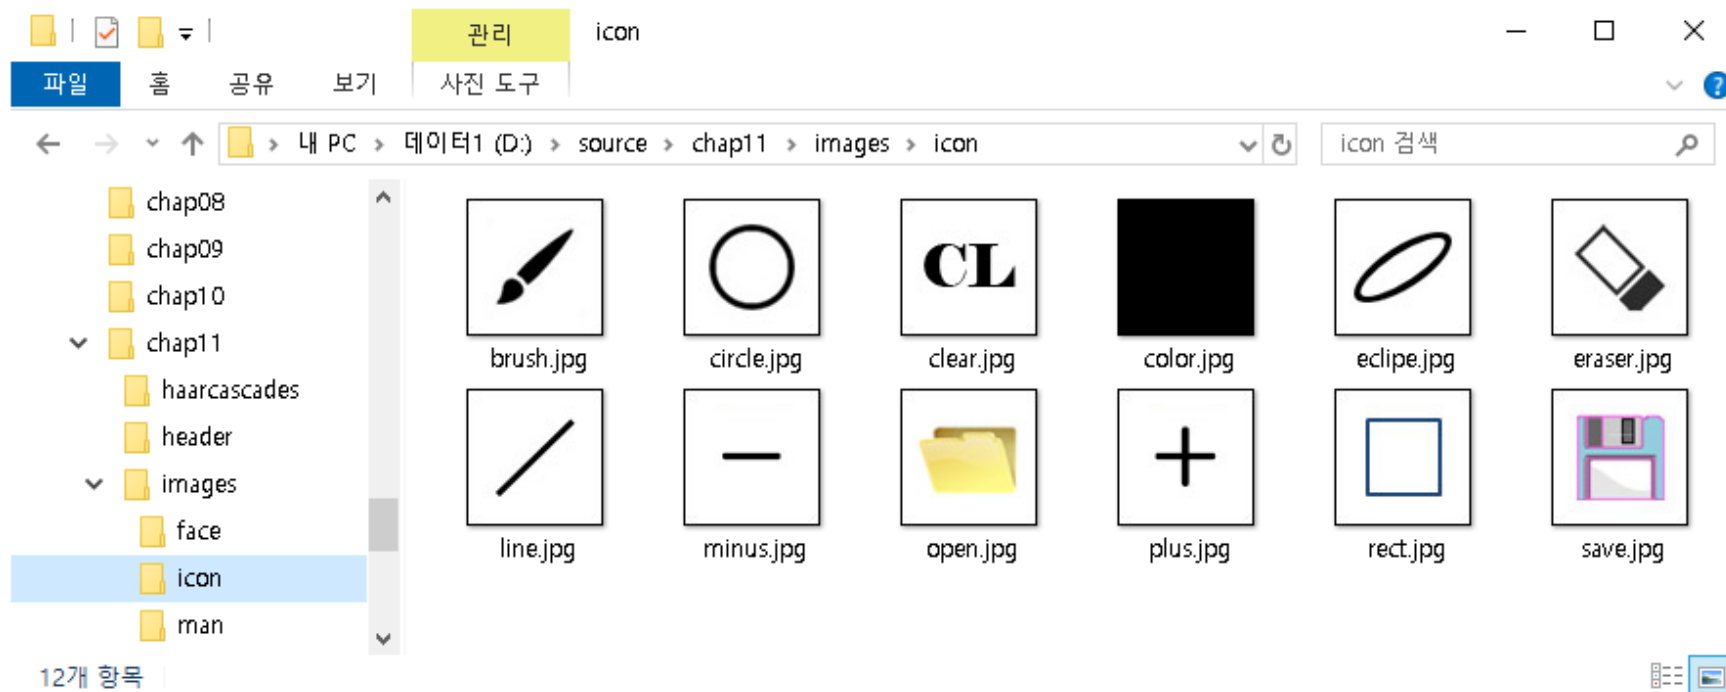 관리 icon
파일 홈 공유 보기 사진 도구
내 PC 데이터1 (D:) source chap11 images icon icon 검색
chap08
chap09
chap10
chap11
haarcascades
header
images
face
icon
man
CL
brush.jpg circle.jpg clear.jpg color.jpg eclipe.jpg eraser.jpg
line.jpg minus.jpg open.jpg plus.jpg rect.jpg save.jpg
12개 항목